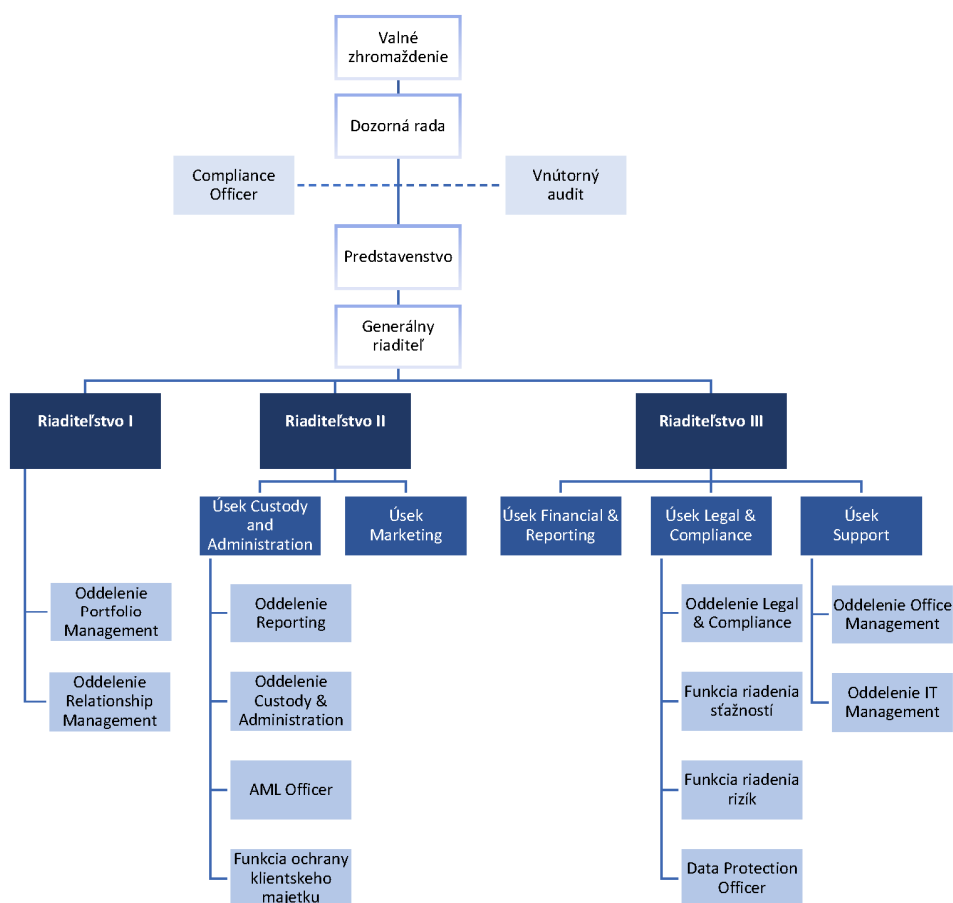 Valné
zhromaždenie
Dozorná rada
Compliance
Officer
Vnútorný
audit
Predstavenstvo
Generálny
riaditeľ
Riaditeľstvo I
Riaditeľstvo II
Riaditeľstvo III
Úsek Custody
and
Administration
Úsek
Marketing
Úsek Financial &
Reporting
Úsek Legal &
Compliance
Úsek
Support
Oddelenie
Portfolio
Management
Oddelenie
Relationship
Management
Oddelenie
Reporting
Oddelenie
Custody &
Administration
AML Officer
Funkcia ochrany
klientskeho
majetku
Oddelenie Legal
& Compliance
Funkcia riadenia
sťažností
Funkcia riadenia
rizík
Data Protection
Officer
Oddelenie Office
Management
Oddelenie IT
Management